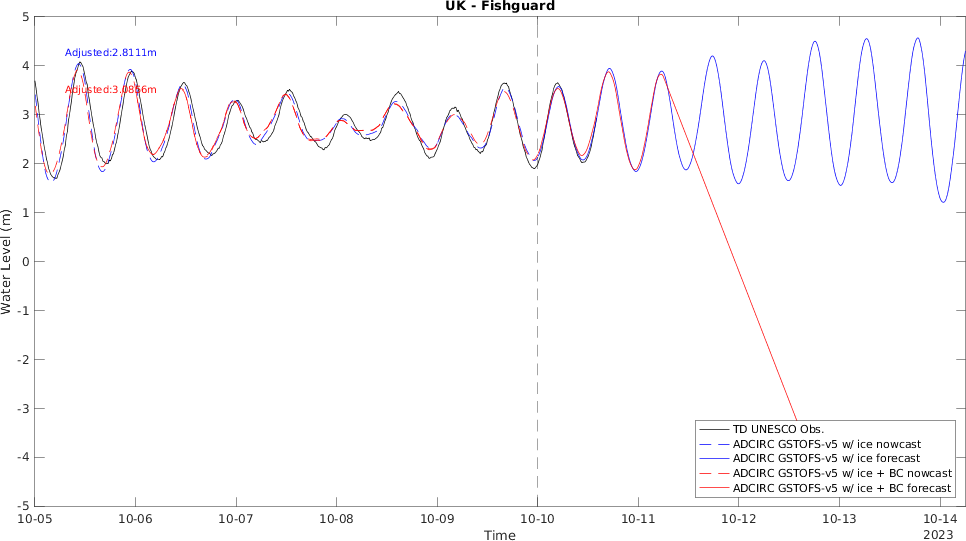 UK - Fishguard
Adjusted:2.8111m
Adjusted:3.0856m
5
4
3
2
1
0
-1
-2
-3
-4
-5
Water Level (m)
TD UNESCO Obs.
ADCIRC GSTOFS-v5 w/ ice nowcast
ADCIRC GSTOFS-v5 w/ ice forecast
ADCIRC GSTOFS-v5 w/ ice + BC nowcast
ADCIRC GSTOFS-v5 w/ ice + BC forecast
10-05 10-06 10-07 10-08 10-09 10-10 10-11 10-12 10-13 10-14
Time
2023